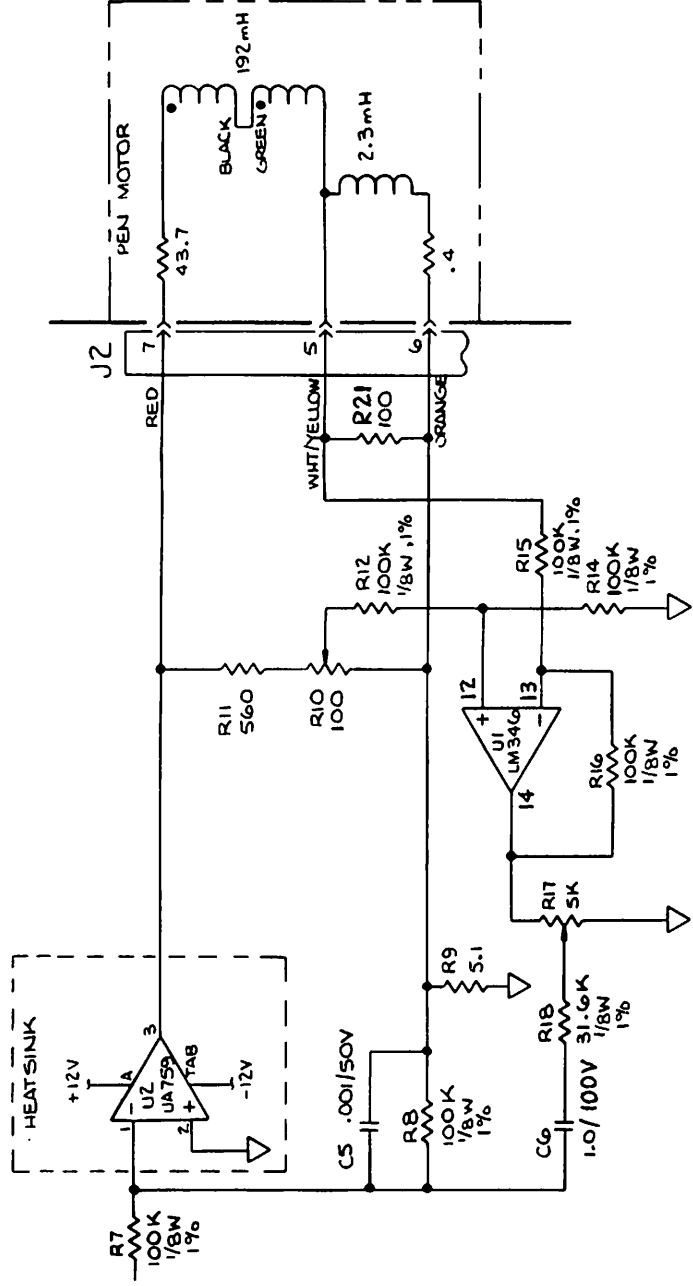 PEN MOTOR
192mH
BLACK
GREEN
2.3mH
43.7
.4
J2
7
5
6
RED
WHT/YELLOW
ORANGE
R21
100
R12
100K
1/8W,1%
R15
100K
1/8W,1%
R14
100K
1/8W
1%
R11
560
R10
100
12
13
+
−
U1
LM346
14
R16
100K
1/8W
1%
R17
5K
HEATSINK
+12V
A
3
U2
UA759
TAB
-12V
1
−
2
+
R9
5.1
R18
31.6K
1/8W
1%
C5 .001/50V
R8
100K
1/8W
1%
C6
1.0/100V
R7
100K
1/8W
1%